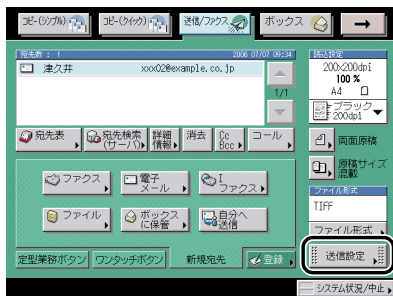 コピー(シンプル)
コピー(クイック)
送信/ファクス
ボックス
宛先数 : 1
2006 07/07 09:34
津久井
xxx02@example.co.jp
1/1
宛先表
宛先検索
(サーバ)
詳細
情報
消去
Cc
Bcc
コール
ファクス
電子
メール
I
ファクス
ファイル
ボックス
に保管
自分へ
送信
定型業務ボタン
ワンタッチボタン
新規宛先
登録
読込設定
200x200dpi
100 %
A4
ブラック
200dpi
両面原稿
原稿サイズ
混載
ファイル形式
TIFF
ファイル形式
送信設定
システム状況/中止